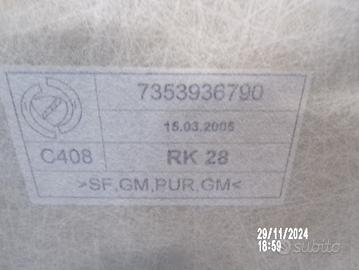 7353936790
15.03.2005
C408 RK 28
>SF,GM,PUR,GM<
29/11/2024
18:59
subito